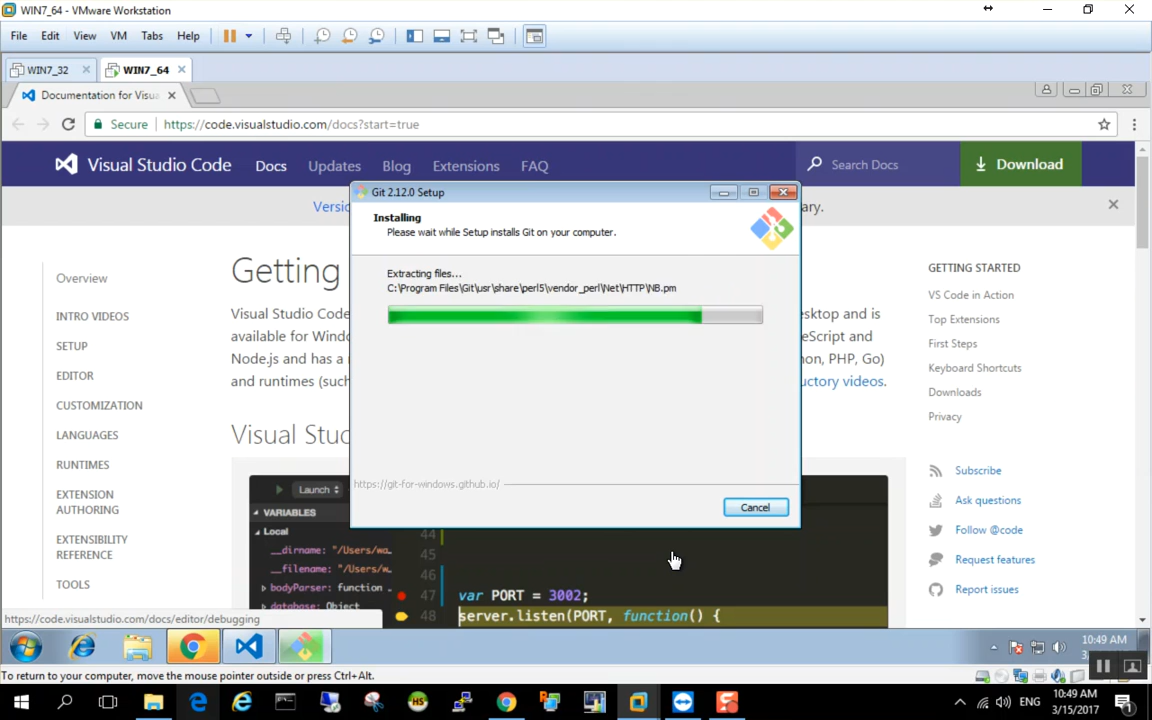 WIN7_64 - VMware Workstation
File Edit View VM Tabs Help
WIN7_32
WIN7_64
Documentation for Visua
Secure https://code.visualstudio.com/docs?start=true
Visual Studio Code Docs Updates Blog Extensions FAQ Search Docs Download
Versio
ary.
Git 2.12.0 Setup
Installing
Please wait while Setup installs Git on your computer.
Extracting files...
C:\Program Files\Git\usr\share\perl5\vendor_perl\Net\HTTP\NB.pm
https://git-for-windows.github.io/
Cancel
Overview
INTRO VIDEOS
SETUP
EDITOR
CUSTOMIZATION
LANGUAGES
RUNTIMES
EXTENSION
AUTHORING
EXTENSIBILITY
REFERENCE
TOOLS
Getting
Visual Studio Code
esktop and is
available for Windo
aScript and
Node.js and has a r
hon, PHP, Go)
and runtimes (such
uctory videos.
Visual Stud
Launch
VARIABLES
Local
__dirname: "/Users/wa…
__filename: "/Users/w…
bodyParser: function …
database: Object
44
45
46
47 var PORT = 3002;
48 server.listen(PORT, function() {
GETTING STARTED
VS Code in Action
Top Extensions
First Steps
Keyboard Shortcuts
Downloads
Privacy
Subscribe
Ask questions
Follow @code
Request features
Report issues
https://code.visualstudio.com/docs/editor/debugging
10:49 AM
To return to your computer, move the mouse pointer outside or press Ctrl+Alt.
ENG
10:49 AM
3/15/2017